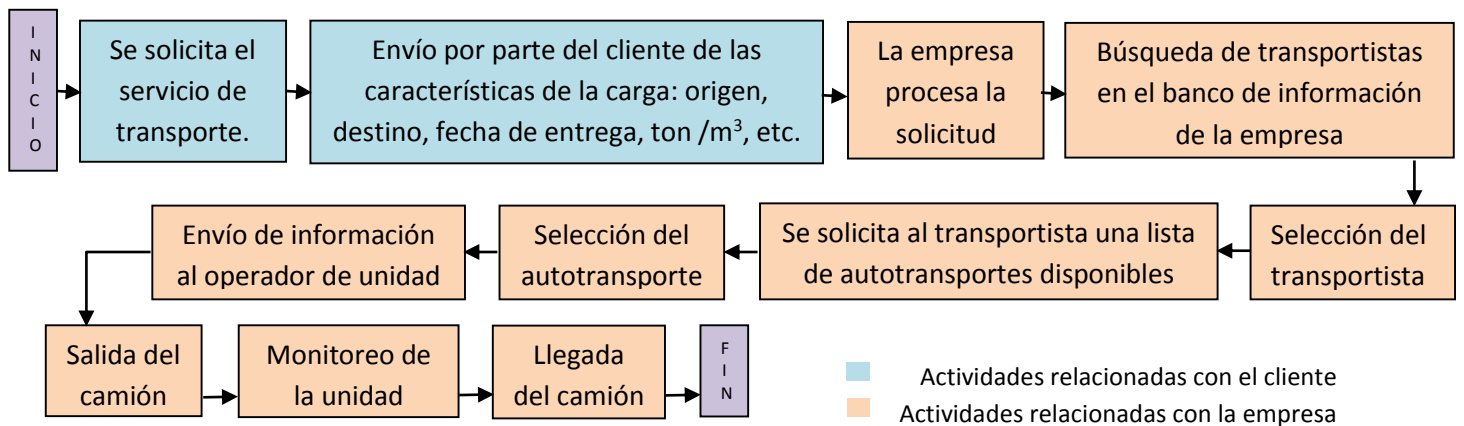 INICIO
Se solicita el
servicio de
transporte.
Envío por parte del cliente de las
características de la carga: origen,
destino, fecha de entrega, ton /m³, etc.
La empresa
procesa la
solicitud
Búsqueda de transportistas
en el banco de información
de la empresa
Selección del
transportista
Se solicita al transportista una lista
de autotransportes disponibles
Selección del
autotransporte
Envío de información
al operador de unidad
Salida del
camión
Monitoreo de
la unidad
Llegada
del camión
FIN
Actividades relacionadas con el cliente
Actividades relacionadas con la empresa